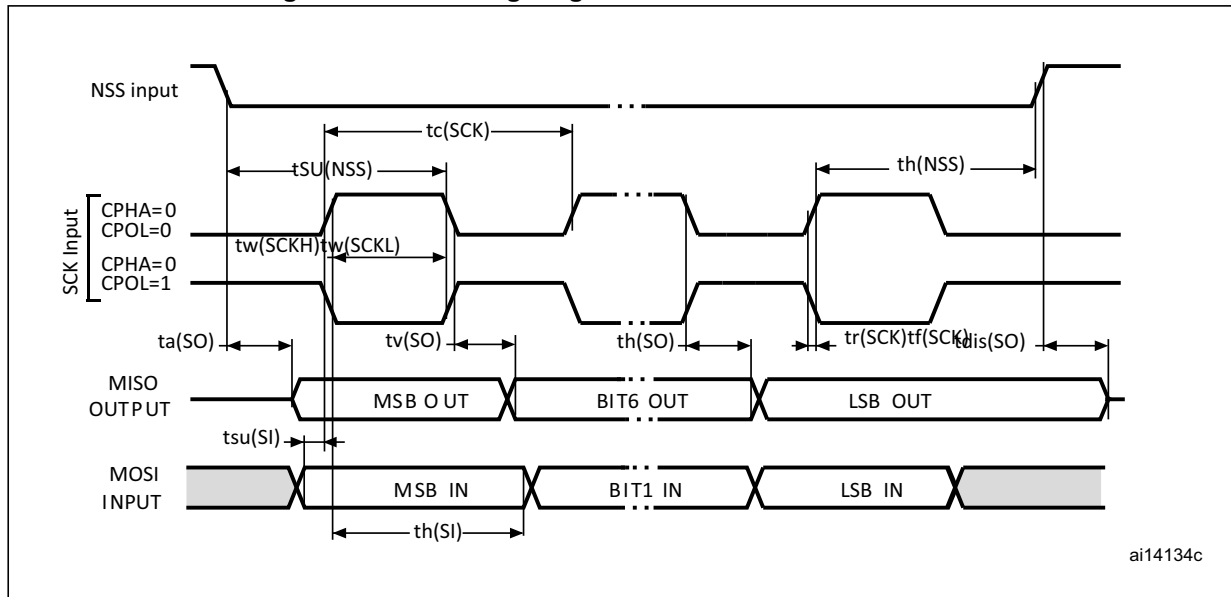 NSS input
tc(SCK)
tSU(NSS)
th(NSS)
SCK Input
CPHA=0
CPOL=0
tw(SCKH)tw(SCKL)
CPHA=0
CPOL=1
ta(SO)
tv(SO)
th(SO)
tr(SCK)tf(SCK)
tdis(SO)
MISO
OUTPUT
MSB OUT
BIT6 OUT
LSB OUT
tsu(SI)
MOSI
INPUT
MSB IN
BIT1 IN
LSB IN
th(SI)
ai14134c